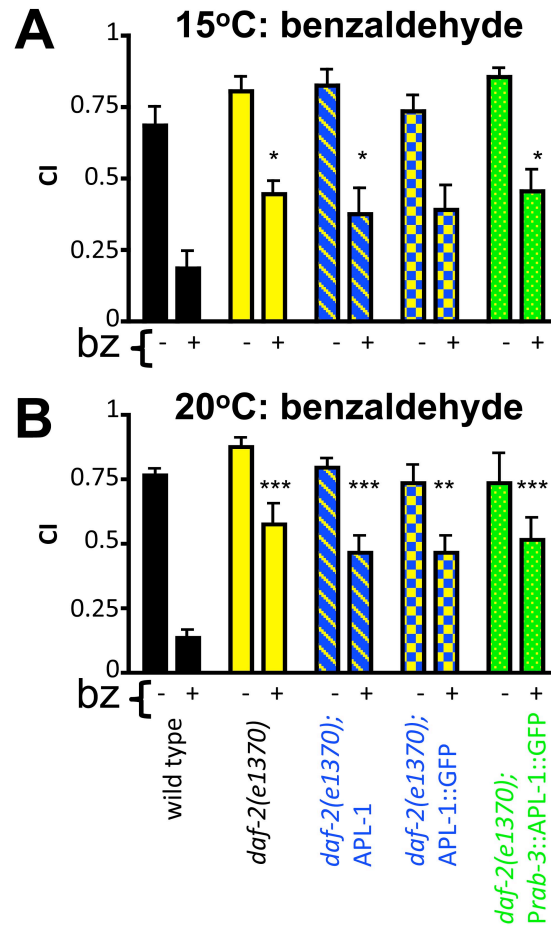 A 15°C: benzaldehyde
1
0.75
0.5
0.25
0
CI
* * *
bz { - + - + - + - + - +
B 20°C: benzaldehyde
1
0.75
0.5
0.25
0
CI
*** *** ** ***
bz { - + - + - + - + - +
wild type
daf-2(e1370)
daf-2(e1370);
APL-1
daf-2(e1370);
APL-1::GFP
daf-2(e1370);
Prab-3::APL-1::GFP